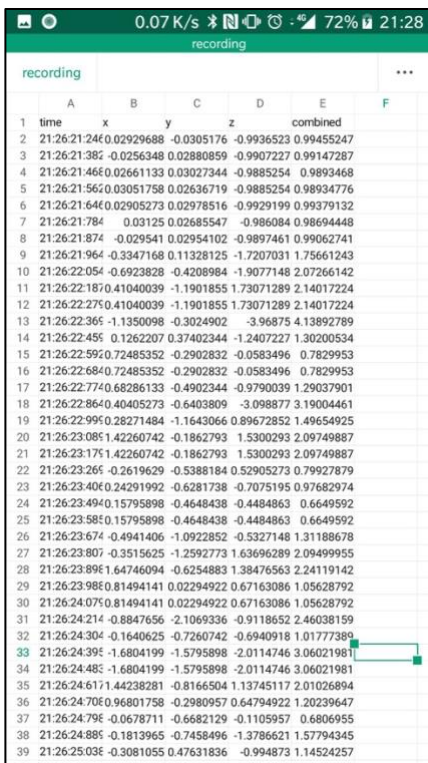 0.07 K/s 4G 72% 21:28
recording
recording ...
A B C D E F
1 time x y z combined
2 21:26:21:246 0.02929688 -0.0305176 -0.9936523 0.99455247
3 21:26:21:382 -0.0256348 0.02880859 -0.9907227 0.99147287
4 21:26:21:468 0.02661133 0.03027344 -0.9885254 0.9893468
5 21:26:21:562 0.03051758 0.02636719 -0.9885254 0.98934776
6 21:26:21:646 0.02905273 0.02978516 -0.9929199 0.99379132
7 21:26:21:784 0.03125 0.02685547 -0.986084 0.98694448
8 21:26:21:874 -0.029541 0.02954102 -0.9897461 0.99062741
9 21:26:21:964 -0.3347168 0.11328125 -1.7207031 1.75661243
10 21:26:22:054 -0.6923828 -0.4208984 -1.9077148 2.07266142
11 21:26:22:187 0.41040039 -1.1901855 1.73071289 2.14017224
12 21:26:22:279 0.41040039 -1.1901855 1.73071289 2.14017224
13 21:26:22:369 -1.1350098 -0.3024902 -3.96875 4.13892789
14 21:26:22:459 0.1262207 0.37402344 -1.2407227 1.30200534
15 21:26:22:592 0.72485352 -0.2902832 -0.0583496 0.7829953
16 21:26:22:684 0.72485352 -0.2902832 -0.0583496 0.7829953
17 21:26:22:774 0.68286133 -0.4902344 -0.9790039 1.29037901
18 21:26:22:864 0.40405273 -0.6403809 -3.098877 3.19004461
19 21:26:22:999 0.28271484 -1.1643066 0.89672852 1.49654925
20 21:26:23:089 1.42260742 -0.1862793 1.5300293 2.09749887
21 21:26:23:179 1.42260742 -0.1862793 1.5300293 2.09749887
22 21:26:23:269 -0.2619629 -0.5388184 0.52905273 0.79927879
23 21:26:23:406 0.24291992 -0.6281738 -0.7075195 0.97682974
24 21:26:23:494 0.15795898 -0.4648438 -0.4484863 0.6649592
25 21:26:23:585 0.15795898 -0.4648438 -0.4484863 0.6649592
26 21:26:23:674 -0.4941406 -1.0922852 -0.5327148 1.31188678
27 21:26:23:807 -0.3515625 -1.2592773 1.63696289 2.09499955
28 21:26:23:898 1.64746094 -0.6254883 1.38476563 2.24119142
29 21:26:23:988 0.81494141 0.02294922 0.67163086 1.05628792
30 21:26:24:079 0.81494141 0.02294922 0.67163086 1.05628792
31 21:26:24:214 -0.8847656 -2.1069336 -0.9118652 2.46038159
32 21:26:24:304 -0.1640625 -0.7260742 -0.6940918 1.01777389
33 21:26:24:395 -1.6804199 -1.5795898 -2.0114746 3.06021981
34 21:26:24:483 -1.6804199 -1.5795898 -2.0114746 3.06021981
35 21:26:24:617 1.44238281 -0.8166504 1.13745117 2.01026894
36 21:26:24:708 0.96801758 -0.2980957 0.64794922 1.20239647
37 21:26:24:798 -0.0678711 -0.6682129 -0.1105957 0.6806955
38 21:26:24:889 -0.1813965 -0.7458496 -1.3786621 1.57794345
39 21:26:25:038 -0.3081055 0.47631836 -0.994873 1.14524257